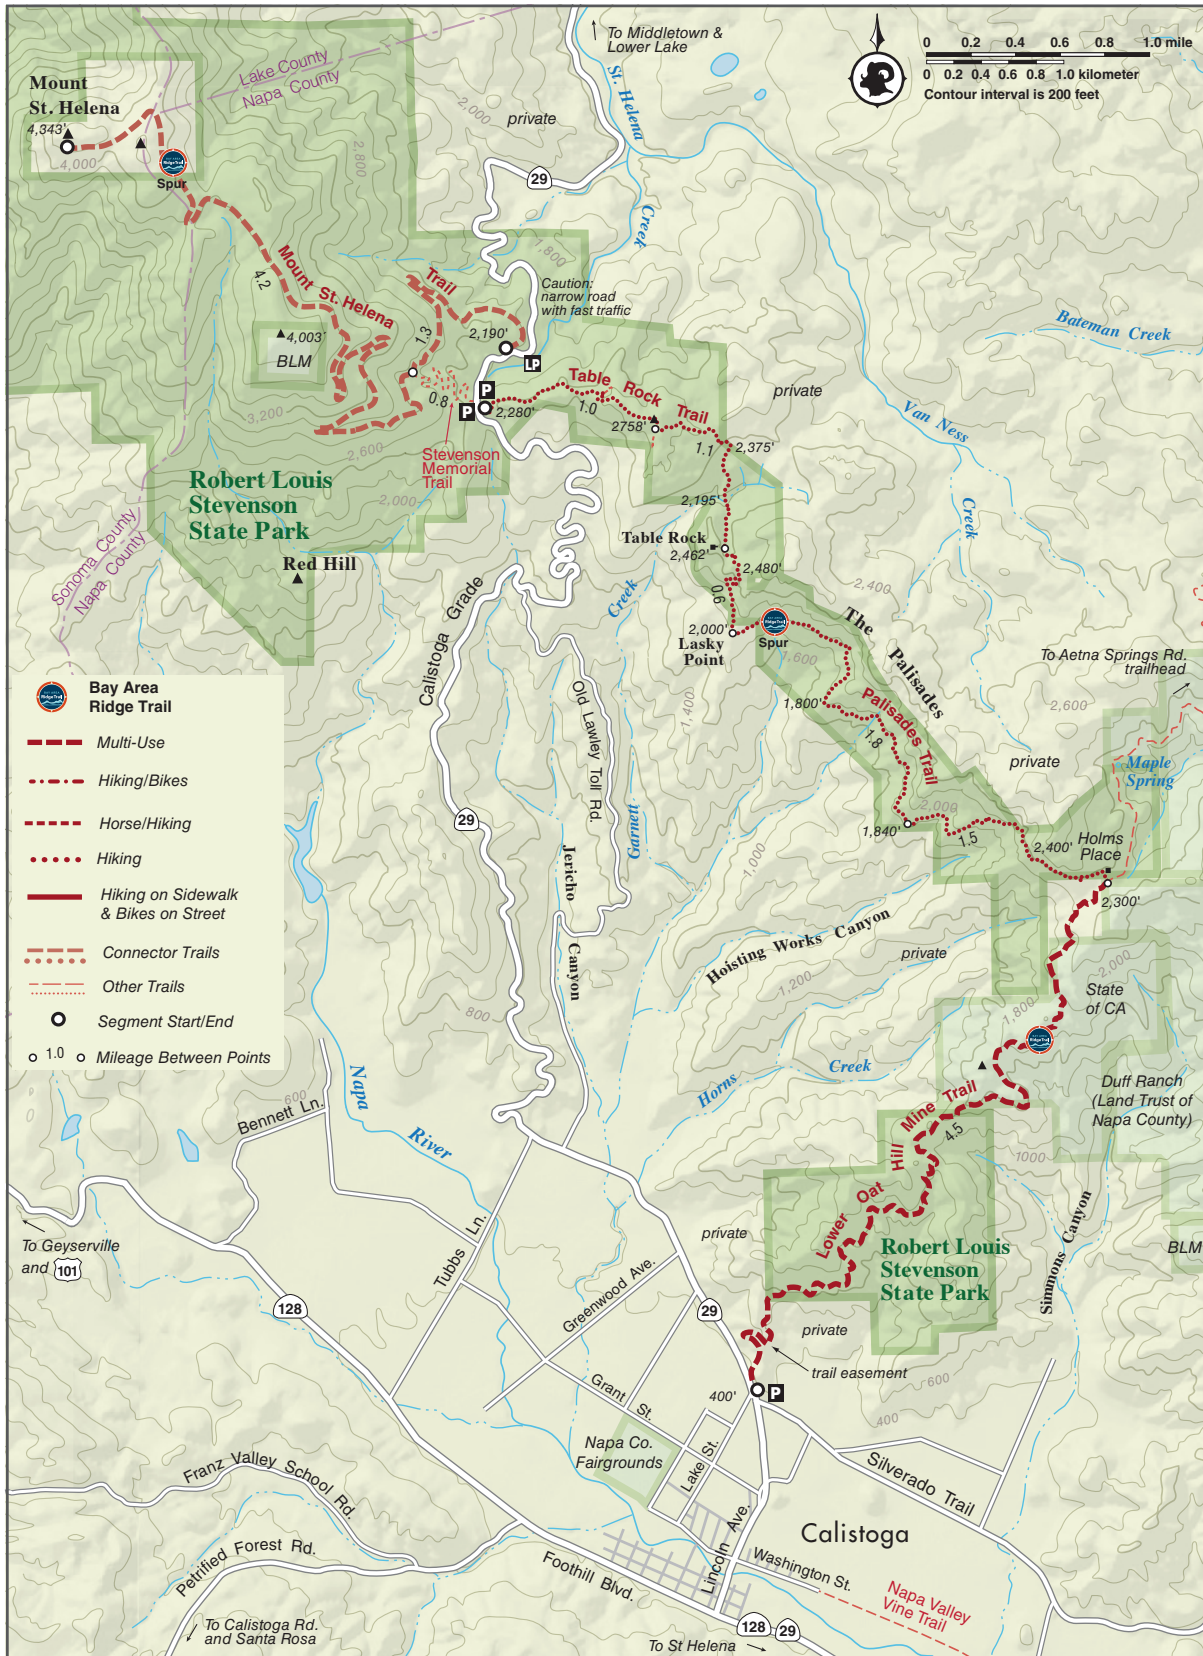 To Middletown &
Lower Lake
0 0.2 0.4 0.6 0.8 1.0 mile
0 0.2 0.4 0.6 0.8 1.0 kilometer
Contour interval is 200 feet
Lake County
Napa County
Mount
St. Helena
4,343'
4,000
2,000
private
St. Helena
Creek
2,800
29
BAY AREA
Ridge Trail
Spur
1,800
Mount St. Helena
Trail
4.2
Caution:
narrow road
with fast traffic
4,003'
BLM
1.3
2,190'
LP
Bateman Creek
P
P
0.8
2,280'
Table Rock Trail
1.0
2758'
private
Van Ness
Creek
3,200
2,600
2,000
Stevenson
Memorial
Trail
1.1
2,375'
Robert Louis
Stevenson
State Park
2,195'
Sonoma County
Napa County
Red Hill
Table Rock
2,462'
2,480'
Creek
2,400
0.6
Calistoga Grade
2,000'
Lasky
Point
Ridge Trail
Spur
The Palisades
1,600
To Aetna Springs Rd.
trailhead
Bay Area
Ridge Trail
Multi-Use
Hiking/Bikes
Horse/Hiking
Hiking
Hiking on Sidewalk
& Bikes on Street
Connector Trails
Other Trails
Segment Start/End
1.0
Mileage Between Points
Old Lawley Toll Rd.
1,400
1,800'
Palisades Trail
1.8
2,600
private
Maple
Spring
29
Garnett
2,000
1,840'
1.5
2,400'
Holms
Place
2,300'
Jericho
Canyon
1,000
Hoisting Works Canyon
private
1,200
2,000
State
of CA
1,800
800
Ridge Trail
Horns
Creek
Duff Ranch
(Land Trust of
Napa County)
Napa
River
600
Bennett Ln.
Lower Oat Hill Mine Trail
4.5
1000
Simmons Canyon
Tubbs Ln.
private
To Geyserville
and 101
Robert Louis
Stevenson
State Park
BLM
Greenwood Ave.
128
29
private
trail easement
600
400'
P
400
Grant St.
Napa Co.
Fairgrounds
Lake St.
Silverado Trail
Franz Valley School Rd.
Lincoln Ave.
Calistoga
Petrified Forest Rd.
Foothill Blvd.
Washington St.
Napa Valley
Vine Trail
To Calistoga Rd.
and Santa Rosa
128
29
To St Helena